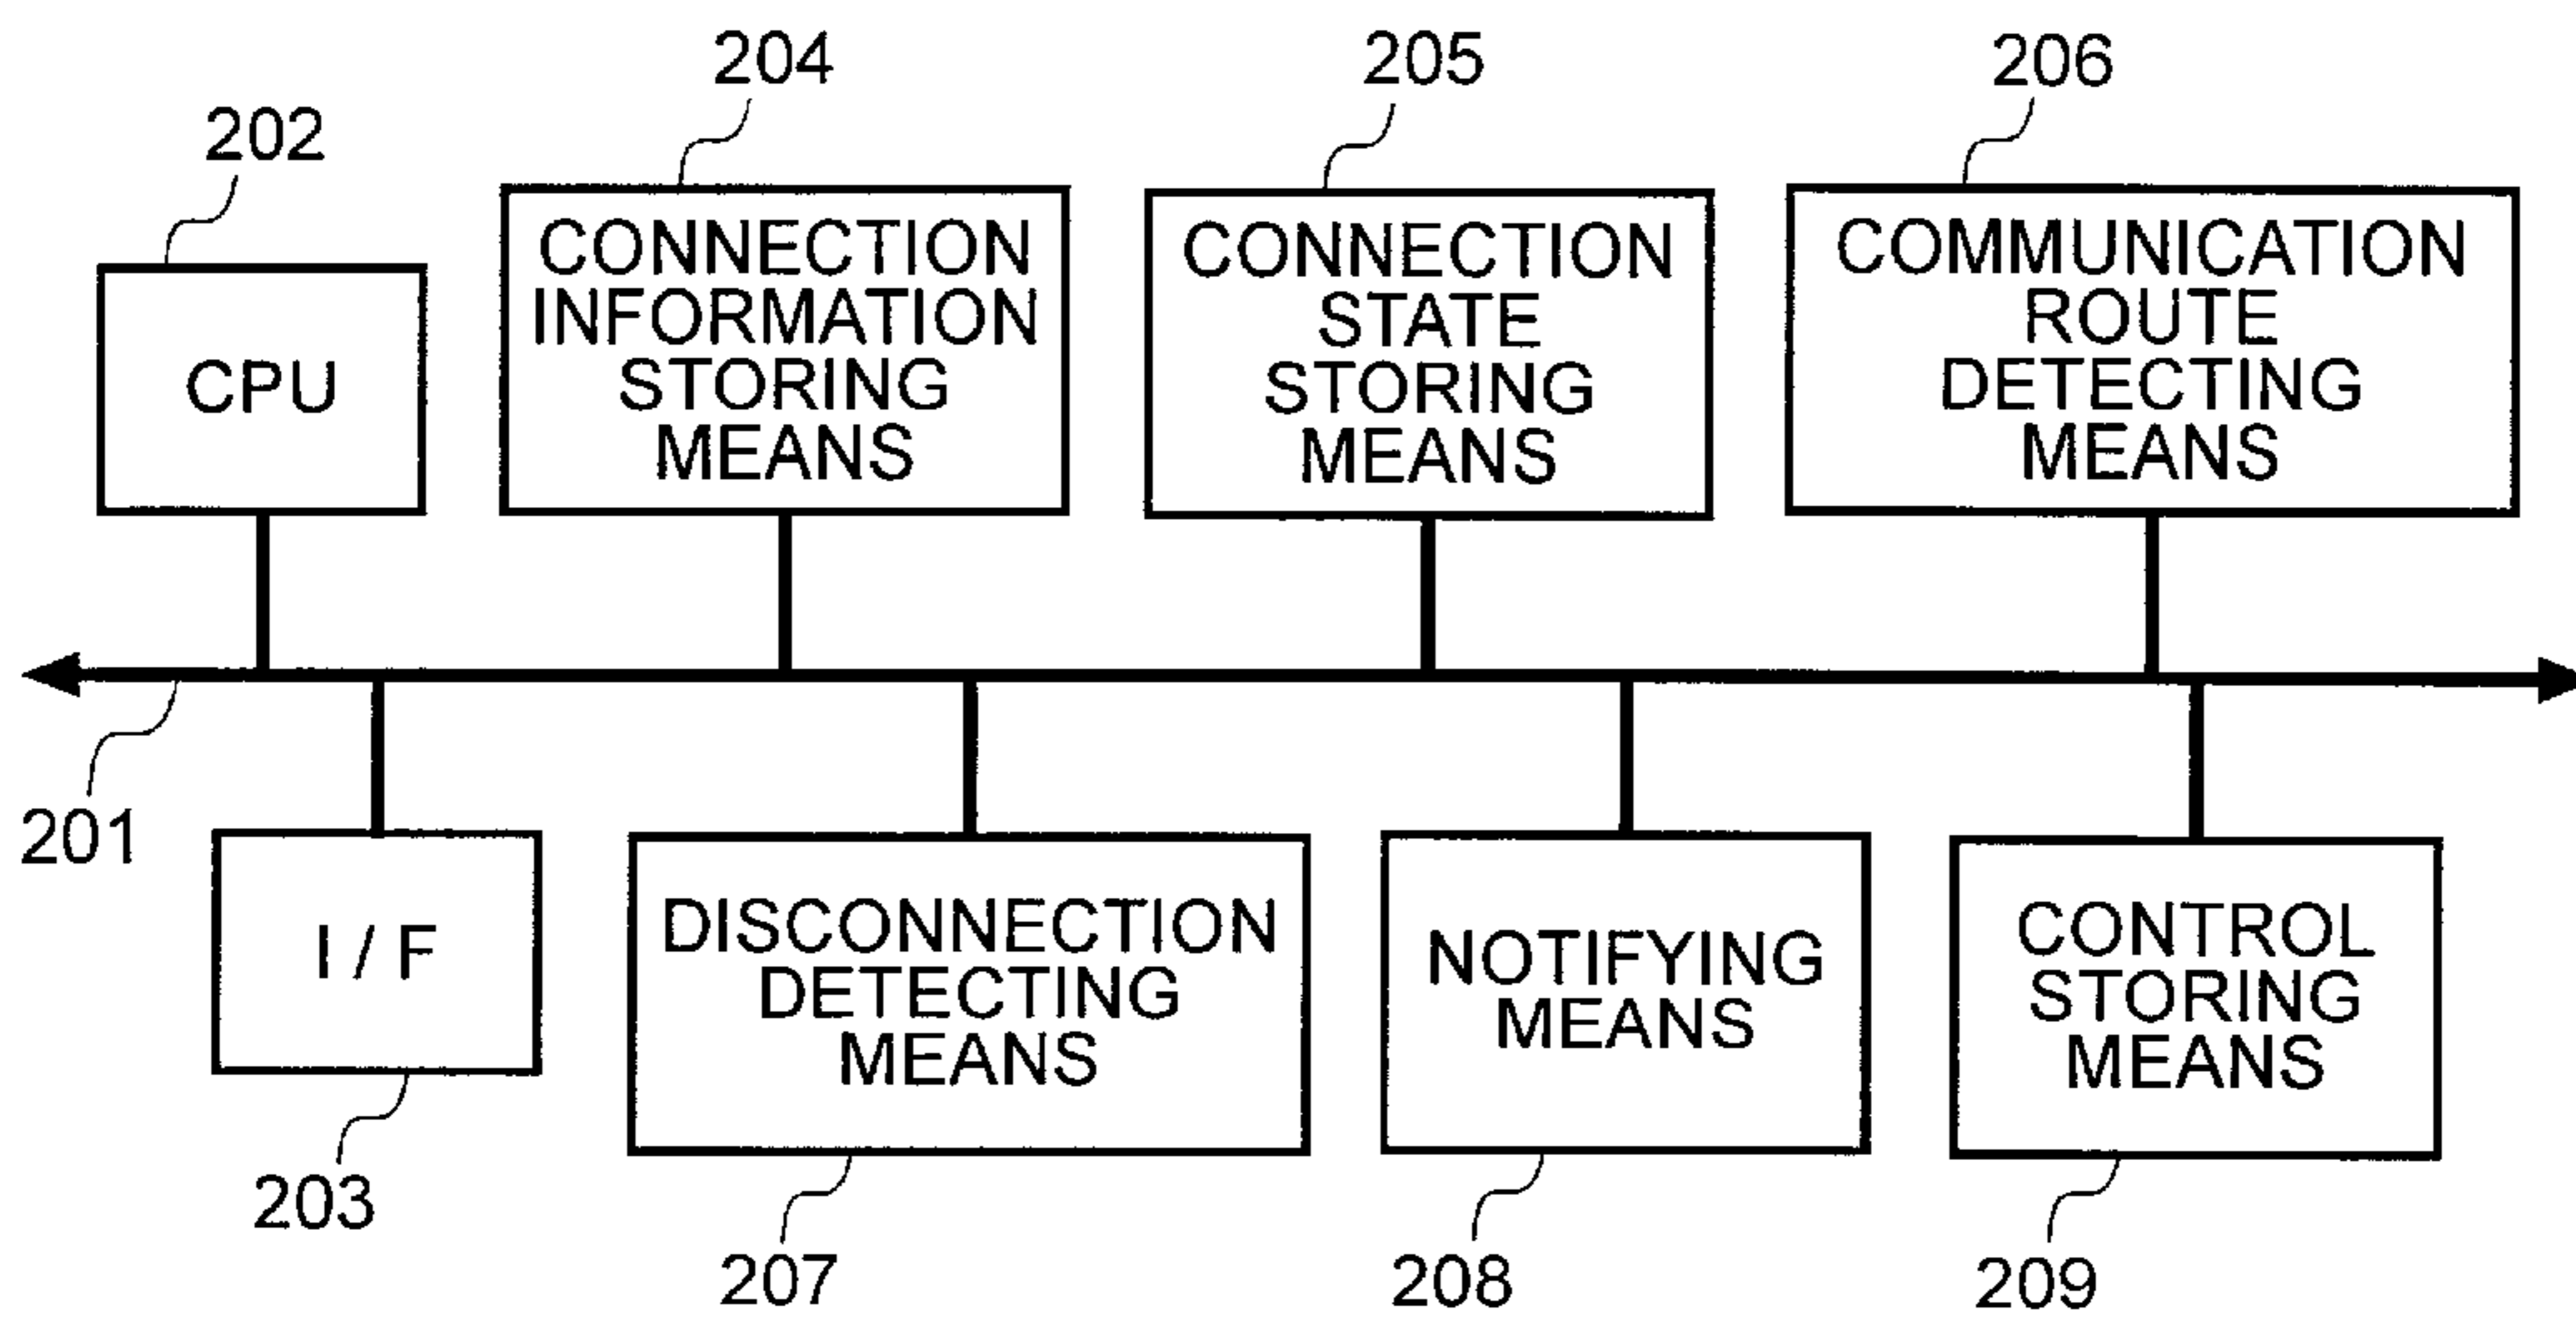 204
205
206
202
CONNECTION
INFORMATION
STORING
MEANS
CONNECTION
STATE
STORING
MEANS
COMMUNICATION
ROUTE
DETECTING
MEANS
CPU
201
I / F
DISCONNECTION
DETECTING
MEANS
NOTIFYING
MEANS
CONTROL
STORING
MEANS
203
207
208
209